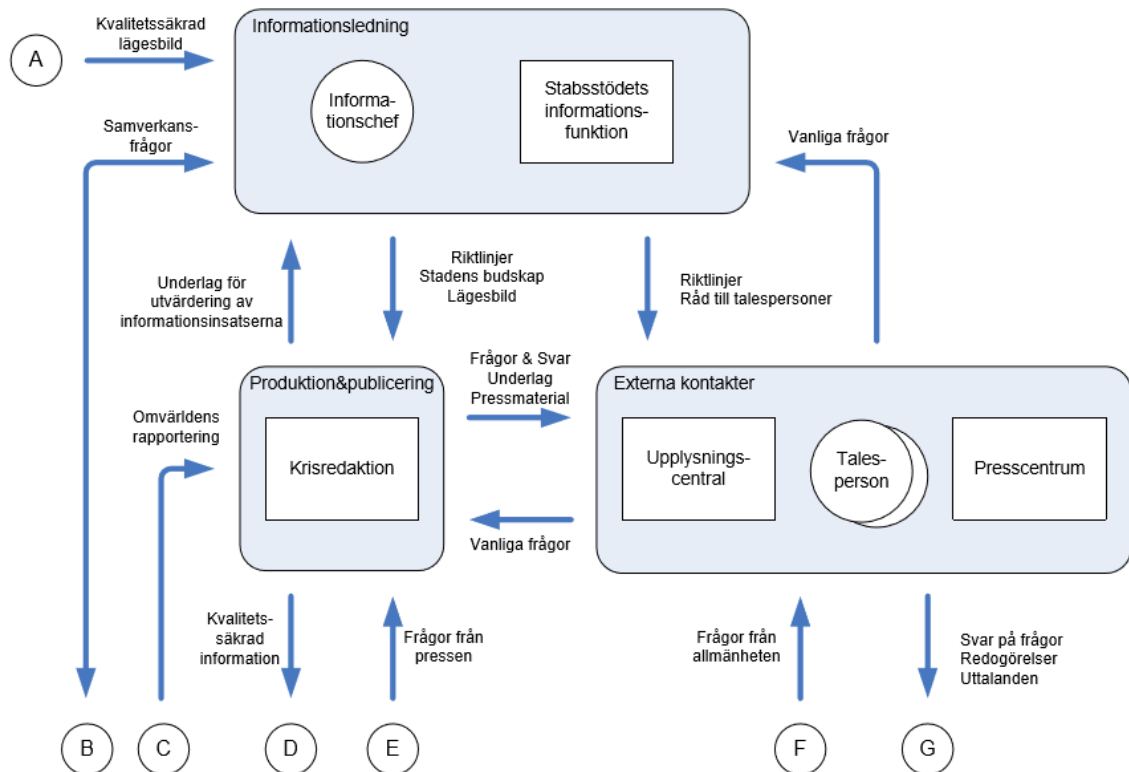 Kvalitetssäkrad
lägesbild
A
Informationsledning
Informa-
tionschef
Stabsstödets
informations-
funktion
Samverkans-
frågor
Vanliga frågor
Underlag för
utvärdering av
informationsinsatserna
Riktlinjer
Stadens budskap
Lägesbild
Riktlinjer
Råd till talespersoner
Produktion&publicering
Krisredaktion
Frågor & Svar
Underlag
Pressmaterial
Externa kontakter
Upplysnings-
central
Tales-
person
Presscentrum
Omvärldens
rapportering
Vanliga frågor
Kvalitets-
säkrad
information
Frågor från
pressen
Frågor från
allmänheten
Svar på frågor
Redogörelser
Uttalanden
B
C
D
E
F
G